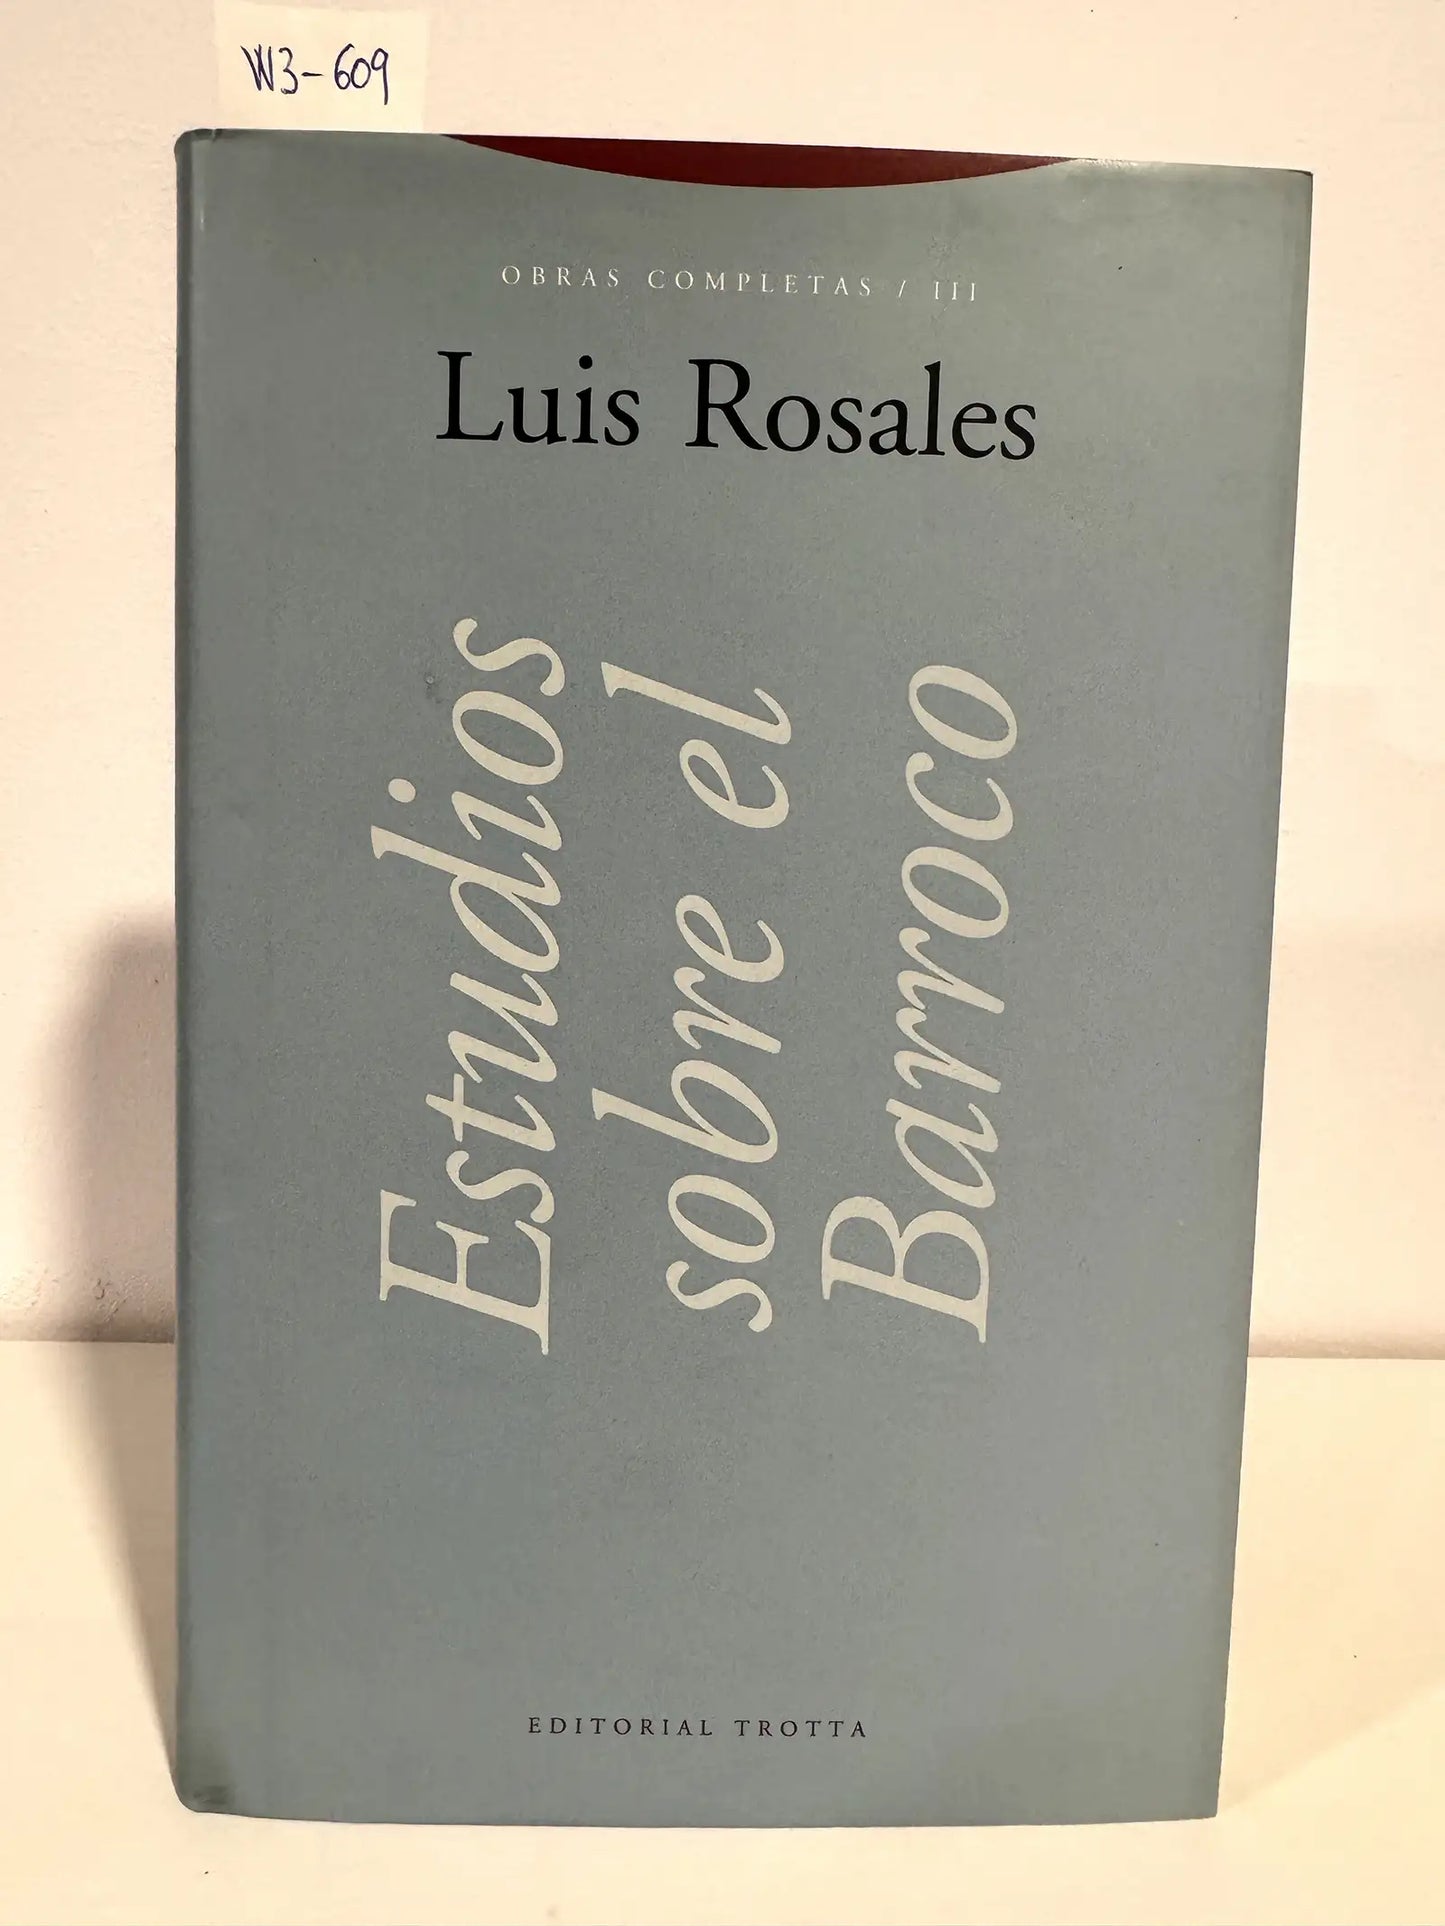 W3-609
OBRAS COMPLETAS / III
Luis Rosales
Estudios
sobre el
Barroco
EDITORIAL TROTTA